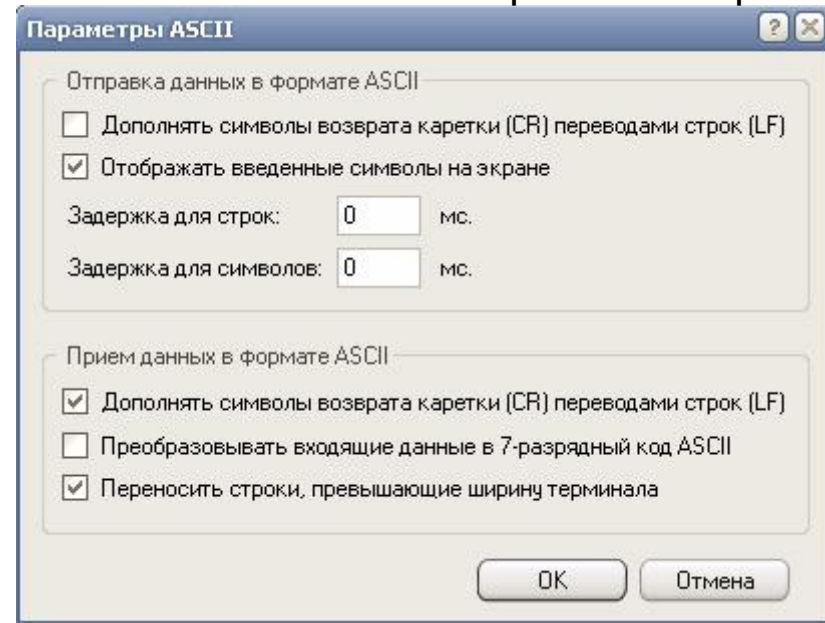 Параметры ASCII
Отправка данных в формате ASCII
Дополнять символы возврата каретки (CR) переводами строк (LF)
Отображать введенные символы на экране
Задержка для строк: 0 мс.
Задержка для символов: 0 мс.
Прием данных в формате ASCII
Дополнять символы возврата каретки (CR) переводами строк (LF)
Преобразовывать входящие данные в 7-разрядный код ASCII
Переносить строки, превышающие ширину терминала
OK Отмена